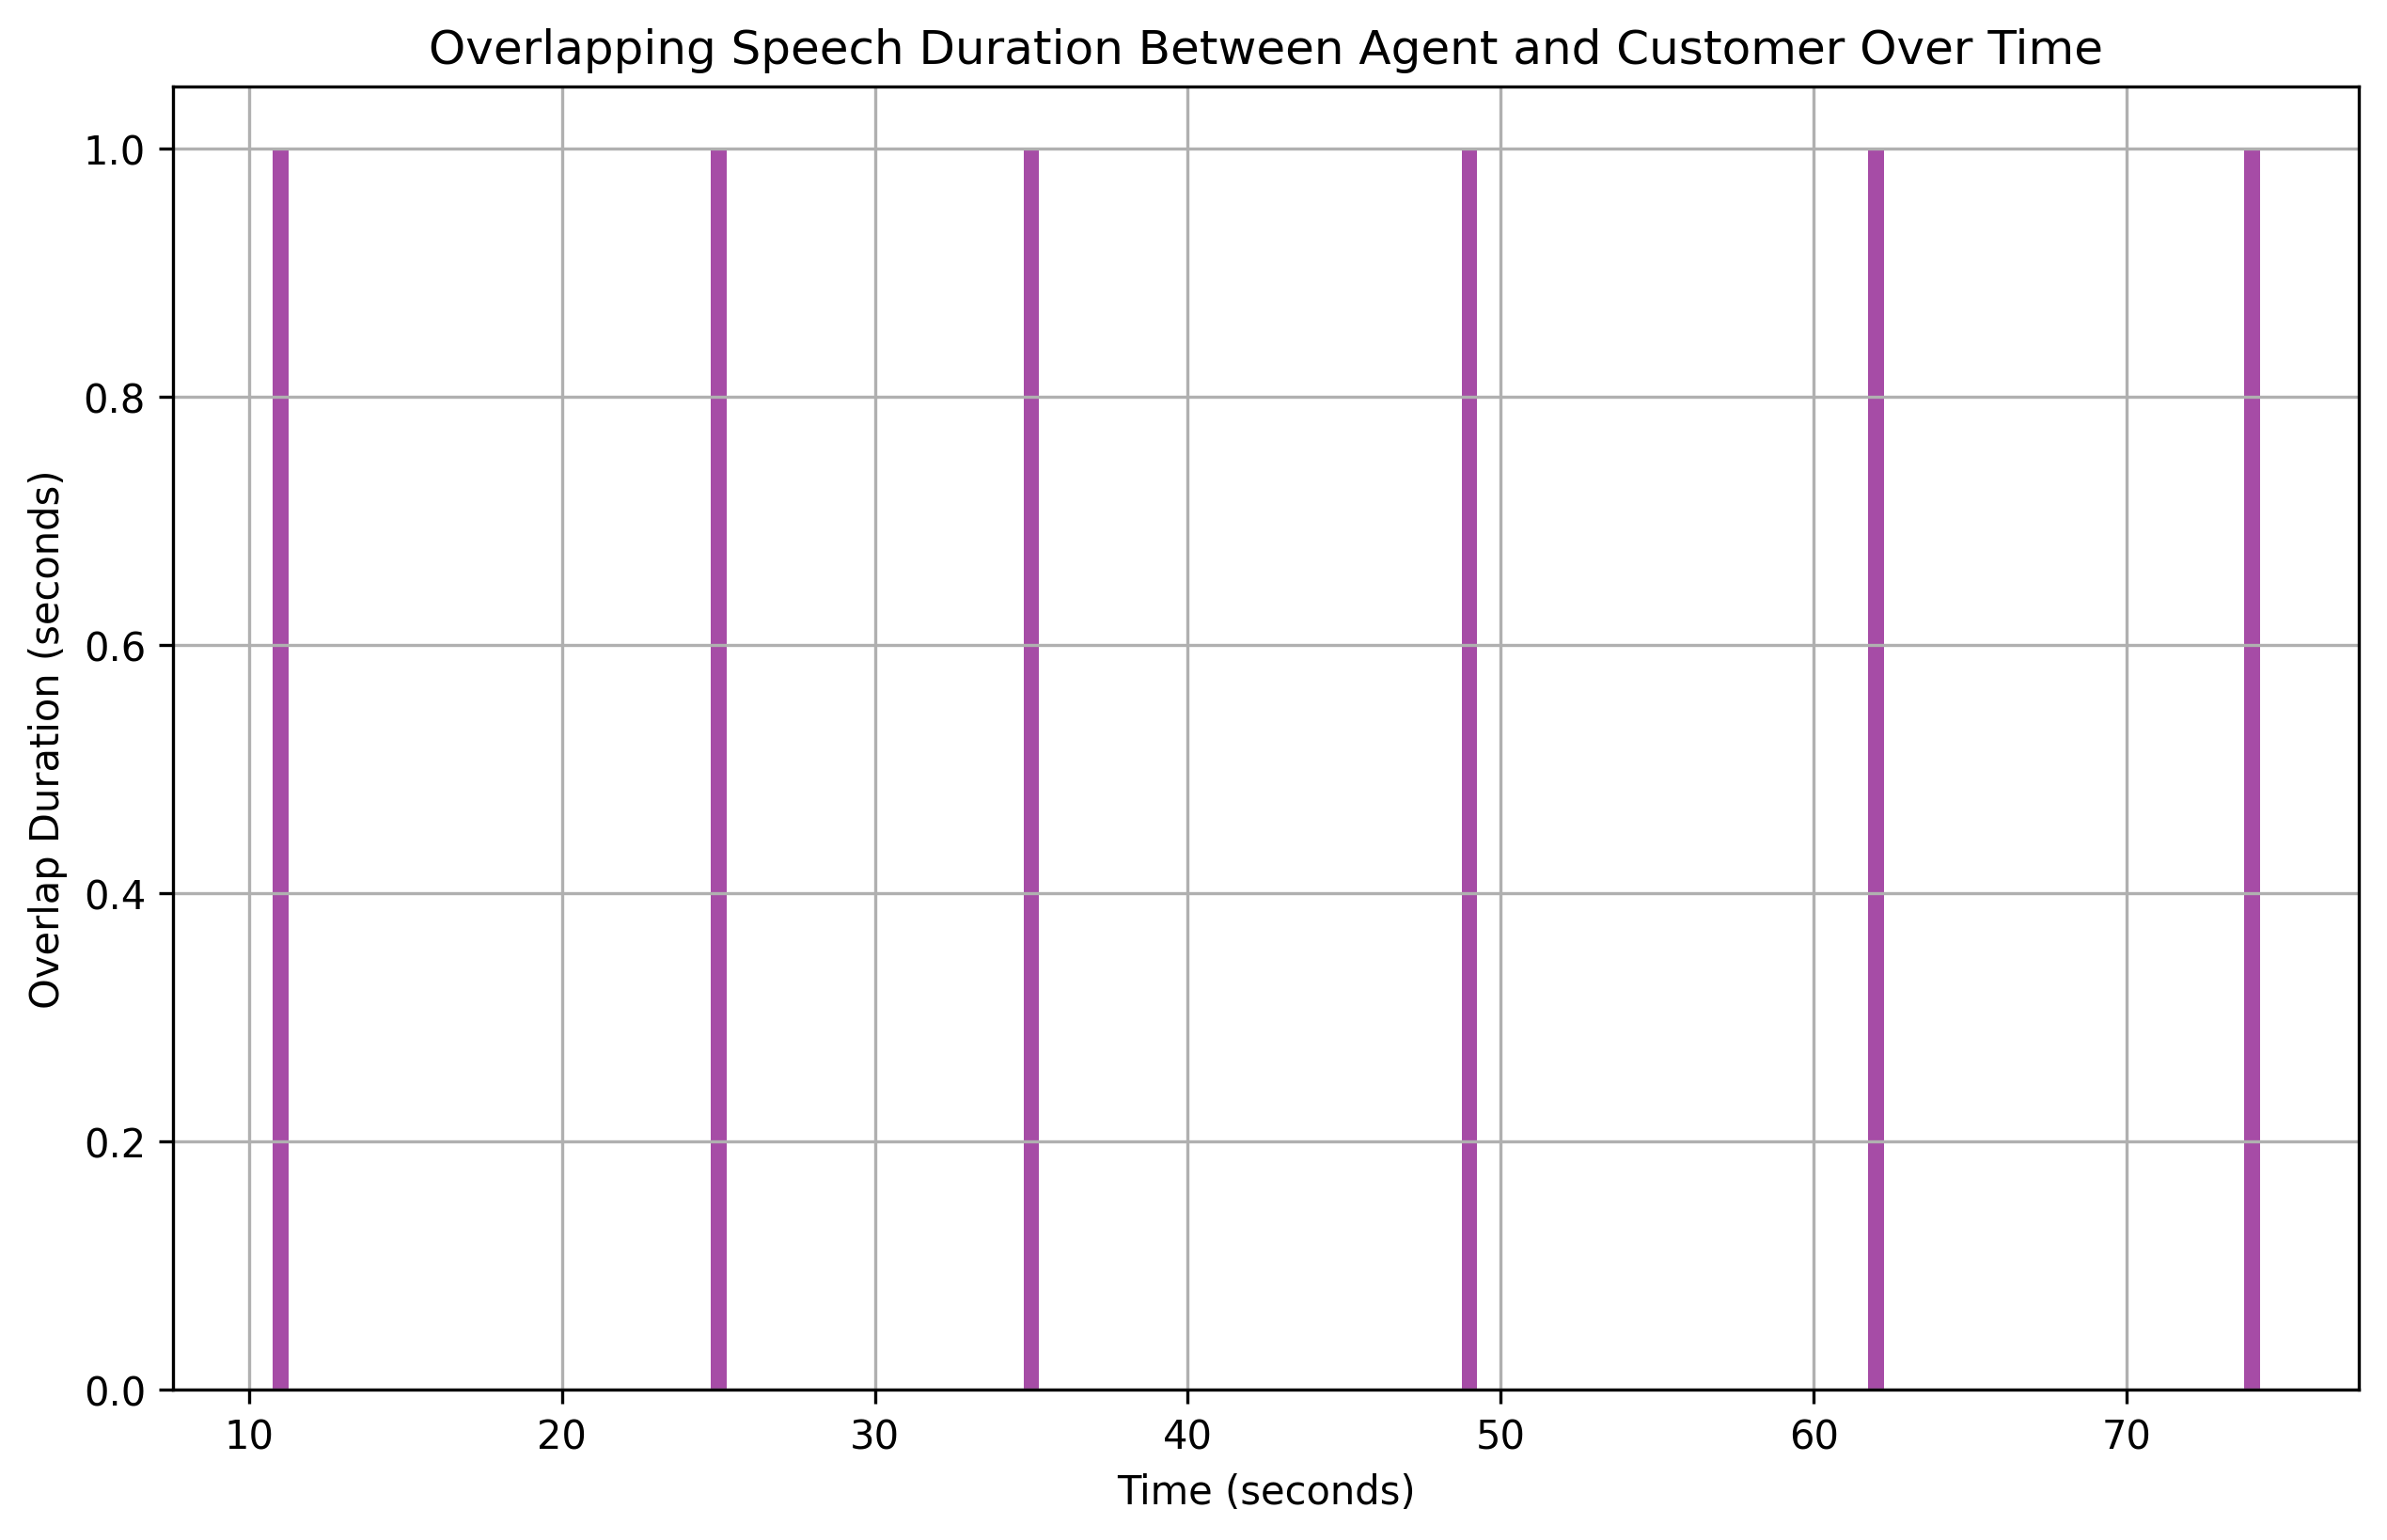 Overlapping Speech Duration Between Agent and Customer Over Time
Overlap Duration (seconds)
1.0
0.8
0.6
0.4
0.2
0.0
10 20 30 40 50 60 70
Time (seconds)